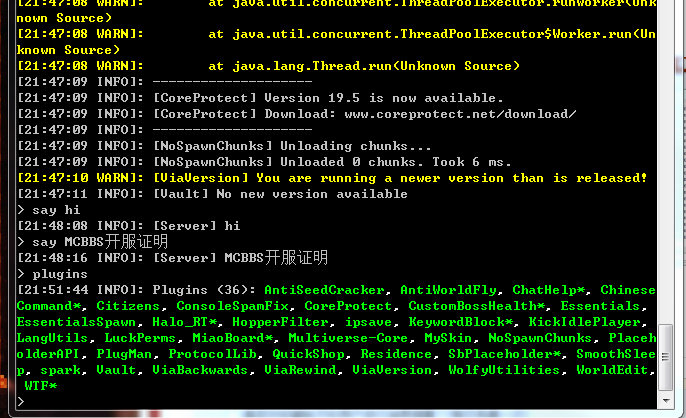 [21:47:08 WARN]:        at java.util.concurrent.ThreadPoolExecutor.runWorker(Unk
nown Source)
[21:47:08 WARN]:        at java.util.concurrent.ThreadPoolExecutor$Worker.run(Un
known Source)
[21:47:08 WARN]:        at java.lang.Thread.run(Unknown Source)
[21:47:09 INFO]: --------------------
[21:47:09 INFO]: [CoreProtect] Version 19.5 is now available.
[21:47:09 INFO]: [CoreProtect] Download: www.coreprotect.net/download/
[21:47:09 INFO]: --------------------
[21:47:09 INFO]: [NoSpawnChunks] Unloading chunks...
[21:47:09 INFO]: [NoSpawnChunks] Unloaded 0 chunks. Took 6 ms.
[21:47:10 WARN]: [ViaVersion] You are running a newer version than is released!
[21:47:11 INFO]: [Vault] No new version available
> say hi
[21:48:08 INFO]: [Server] hi
> say MCBBS开服证明
[21:48:16 INFO]: [Server] MCBBS开服证明
> plugins
[21:51:44 INFO]: Plugins (36): AntiSeedCracker, AntiWorldFly, ChatHelp*, Chinese
Command*, Citizens, ConsoleSpamFix, CoreProtect, CustomBossHealth*, Essentials,
EssentialsSpawn, Halo_RT*, HopperFilter, ipsave, KeywordBlock*, KickIdlePlayer,
LangUtils, LuckPerms, MiaoBoard*, Multiverse-Core, MySkin, NoSpawnChunks, Placeh
olderAPI, PlugMan, ProtocolLib, QuickShop, Residence, SbPlaceholder*, SmoothSlee
p, spark, Vault, ViaBackwards, ViaRewind, ViaVersion, WolfyUtilities, WorldEdit,
WTF*
>